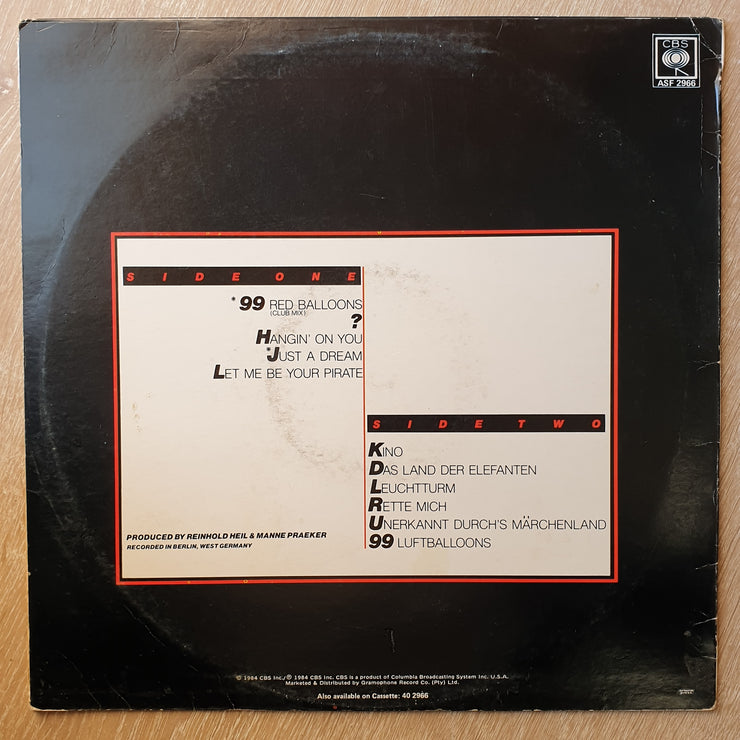 CBS
ASF 2966
SIDE ONE
*99 RED BALLOONS
(CLUB MIX)
?
HANGIN' ON YOU
*JUST A DREAM
LET ME BE YOUR PIRATE
SIDE TWO
KINO
DAS LAND DER ELEFANTEN
LEUCHTTURM
RETTE MICH
UNERKANNT DURCH'S MÄRCHENLAND
99 LUFTBALLOONS
PRODUCED BY REINHOLD HEIL & MANNE PRAEKER
RECORDED IN BERLIN, WEST GERMANY
© 1984 CBS Inc./℗ 1984 CBS Inc. CBS is a product of Columbia Broadcasting System Inc. U.S.A.
Marketed & Distributed by Gramophone Record Co. (Pty) Ltd.
Also available on Cassette: 40 2966